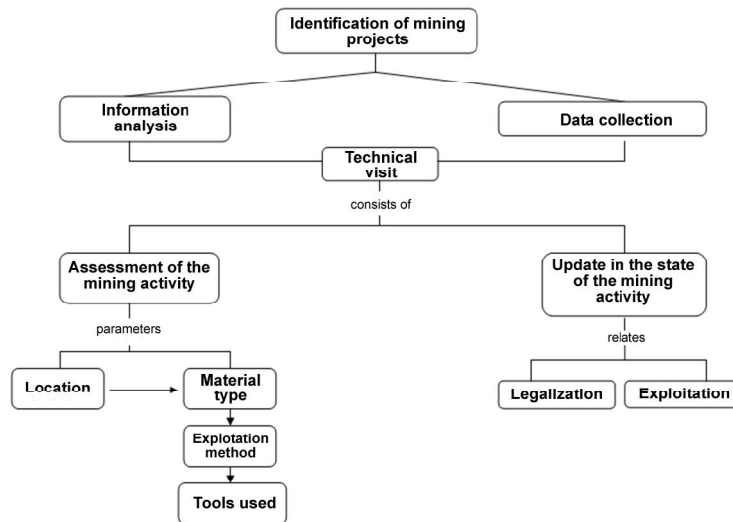 Identification of mining
projects
Information
analysis
Data collection
Technical
visit
consists of
Assessment of the
mining activity
Update in the state
of the mining
activity
parameters
relates
Location
Material
type
Legalization
Exploitation
Explotation
method
Tools used